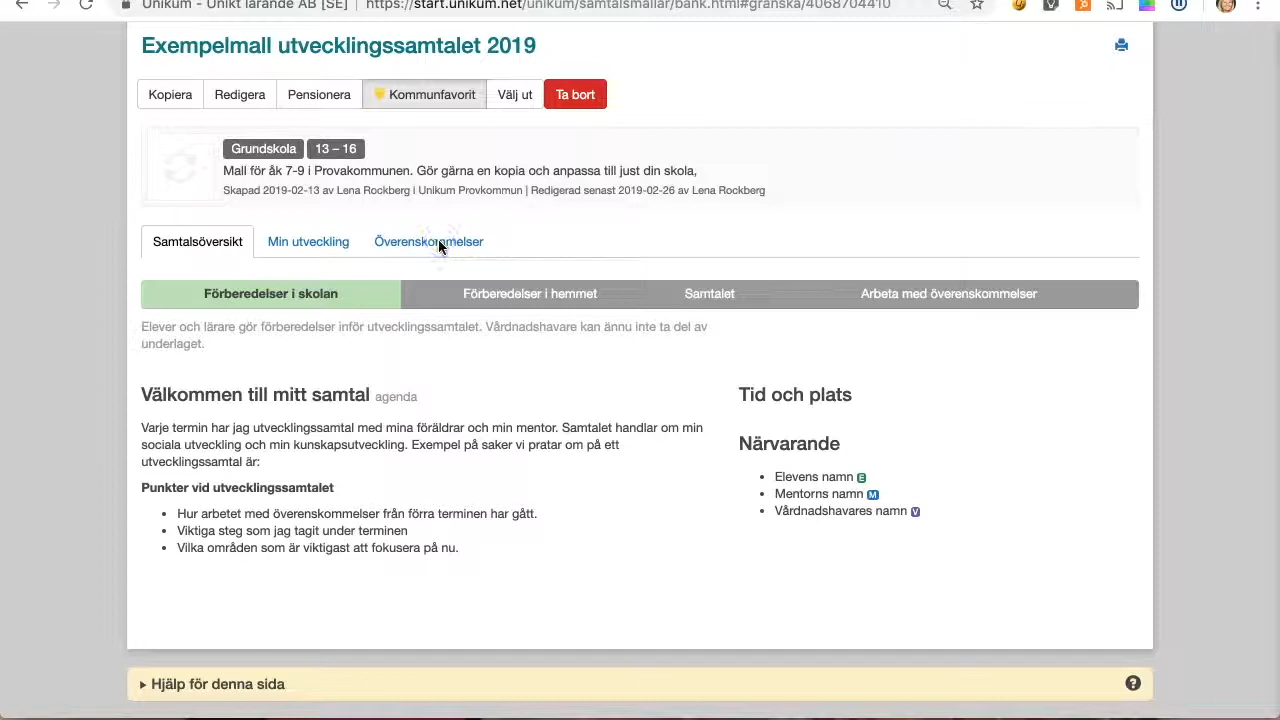 Unikum - Unikt lärande AB [SE] | https://start.unikum.net/unikum/samtalsmallar/bank.html#granska/4068704410
Exempelmall utvecklingssamtalet 2019
Kopiera Redigera Pensionera Kommunfavorit Välj ut Ta bort
Grundskola 13 – 16
Mall för åk 7-9 i Provakommunen. Gör gärna en kopia och anpassa till just din skola,
Skapad 2019-02-13 av Lena Rockberg i Unikum Provkommun | Redigerad senast 2019-02-26 av Lena Rockberg
Samtalsöversikt Min utveckling Överenskommelser
Förberedelser i skolan Förberedelser i hemmet Samtalet Arbeta med överenskommelser
Elever och lärare gör förberedelser inför utvecklingssamtalet. Vårdnadshavare kan ännu inte ta del av
underlaget.
Välkommen till mitt samtal agenda
Varje termin har jag utvecklingssamtal med mina föräldrar och min mentor. Samtalet handlar om min
sociala utveckling och min kunskapsutveckling. Exempel på saker vi pratar om på ett
utvecklingssamtal är:
Punkter vid utvecklingssamtalet
• Hur arbetet med överenskommelser från förra terminen har gått.
• Viktiga steg som jag tagit under terminen
• Vilka områden som är viktigast att fokusera på nu.
Tid och plats
Närvarande
• Elevens namn E
• Mentorns namn M
• Vårdnadshavares namn V
Hjälp för denna sida ?